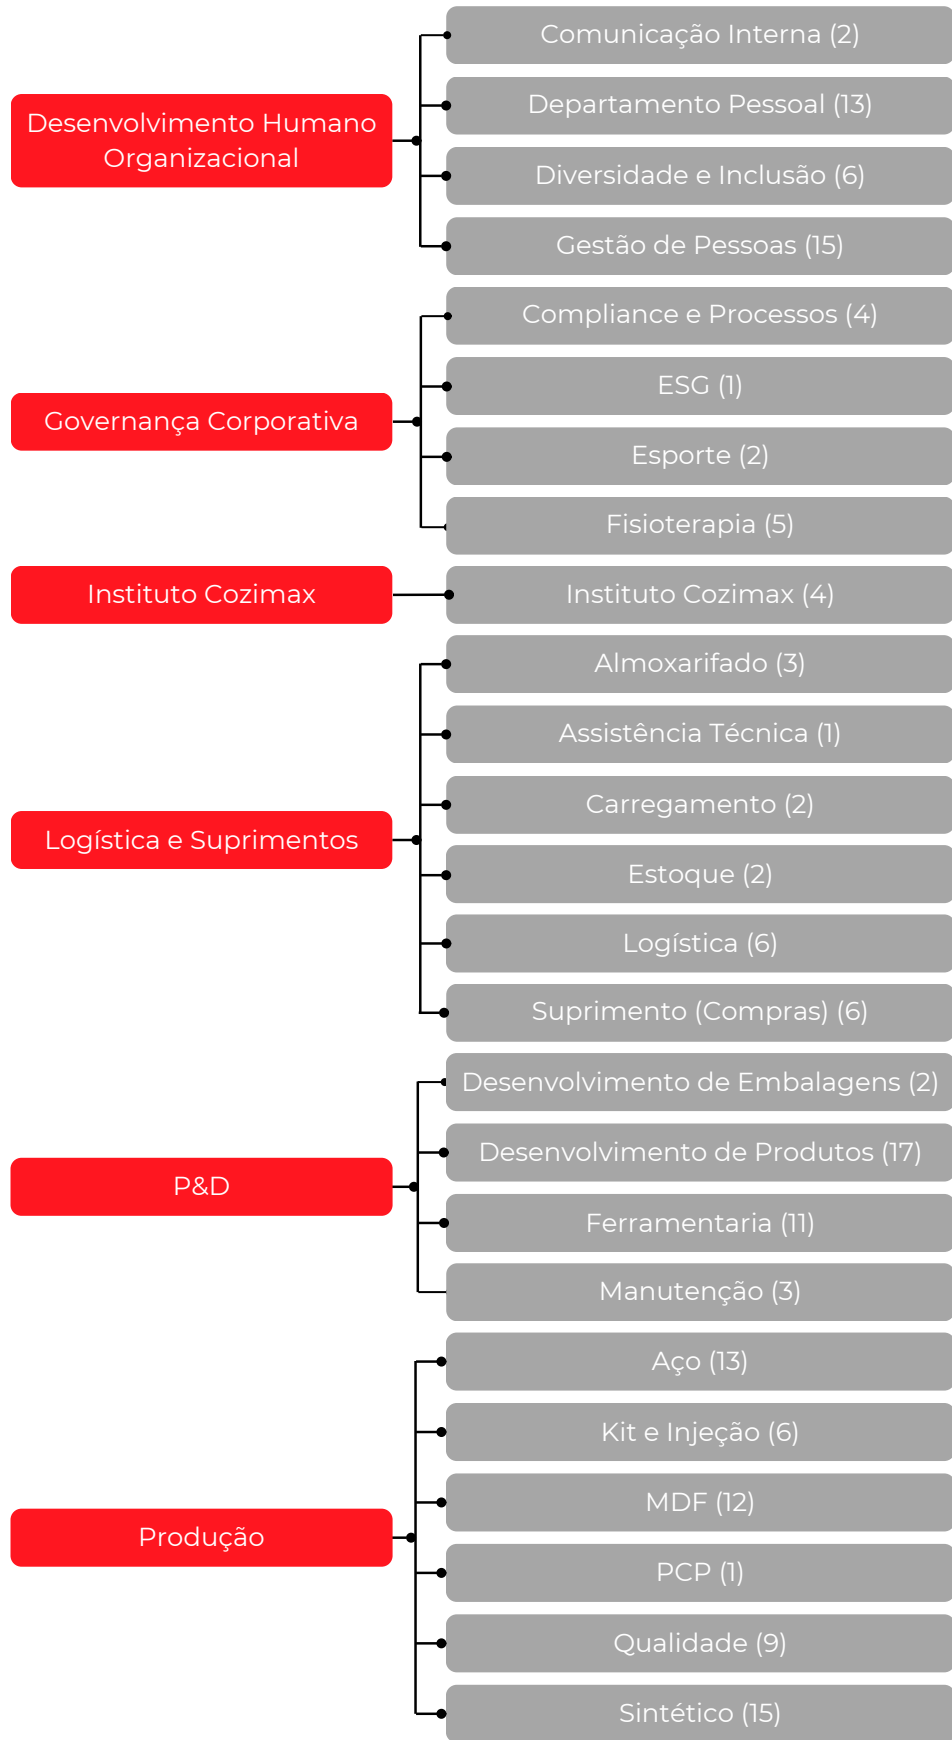 Desenvolvimento Humano
Organizacional
Comunicação Interna (2)
Departamento Pessoal (13)
Diversidade e Inclusão (6)
Gestão de Pessoas (15)
Governança Corporativa
Compliance e Processos (4)
ESG (1)
Esporte (2)
Fisioterapia (5)
Instituto Cozimax
Instituto Cozimax (4)
Logística e Suprimentos
Almoxarifado (3)
Assistência Técnica (1)
Carregamento (2)
Estoque (2)
Logística (6)
Suprimento (Compras) (6)
P&D
Desenvolvimento de Embalagens (2)
Desenvolvimento de Produtos (17)
Ferramentaria (11)
Manutenção (3)
Produção
Aço (13)
Kit e Injeção (6)
MDF (12)
PCP (1)
Qualidade (9)
Sintético (15)